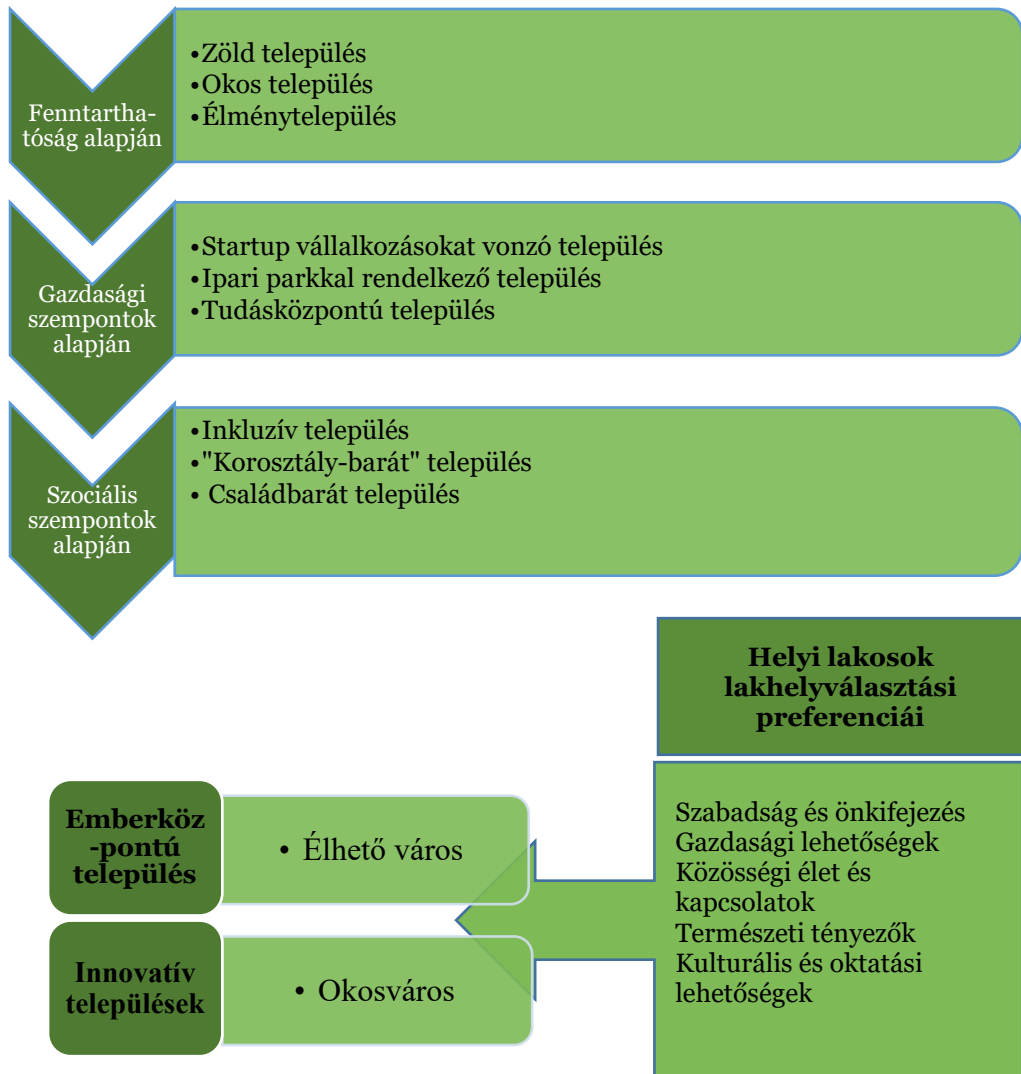 Fenntartha-
tóság alapján
•Zöld település
•Okos település
•Élménytelepülés
Gazdasági
szempontok
alapján
•Startup vállalkozásokat vonzó település
•Ipari parkkal rendelkező település
•Tudásközpontú település
Szociális
szempontok
alapján
•Inkluzív település
•"Korosztály-barát" település
• Családbarát település
Helyi lakosok
lakhelyválasztási
preferenciái
Szabadság és önkifejezés
Gazdasági lehetőségek
Közösségi élet és
kapcsolatok
Természeti tényezők
Kulturális és oktatási
lehetőségek
Emberköz
-pontú
település
• Élhető város
Innovatív
települések
• Okosváros